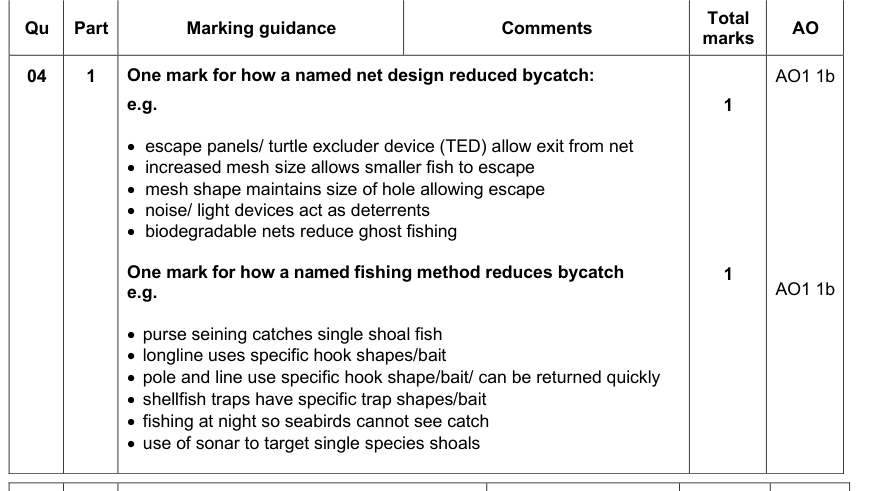 Qu Part Marking guidance Comments Total marks AO
04 1 One mark for how a named net design reduced bycatch: AO1 1b
e.g. 1
• escape panels/ turtle excluder device (TED) allow exit from net
• increased mesh size allows smaller fish to escape
• mesh shape maintains size of hole allowing escape
• noise/ light devices act as deterrents
• biodegradable nets reduce ghost fishing
One mark for how a named fishing method reduces bycatch 1
e.g. AO1 1b
• purse seining catches single shoal fish
• longline uses specific hook shapes/bait
• pole and line use specific hook shape/bait/ can be returned quickly
• shellfish traps have specific trap shapes/bait
• fishing at night so seabirds cannot see catch
• use of sonar to target single species shoals